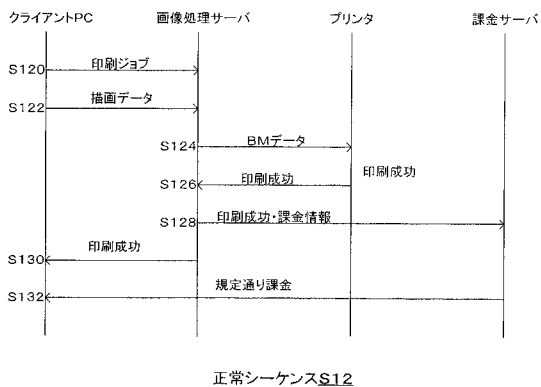 クライアントPC 画像処理サーバ プリンタ 課金サーバ
S120 印刷ジョブ
S122 描画データ
S124 BMデータ
S126 印刷成功 印刷成功
S128 印刷成功・課金情報
S130 印刷成功
S132 規定通り課金
正常シーケンスS12